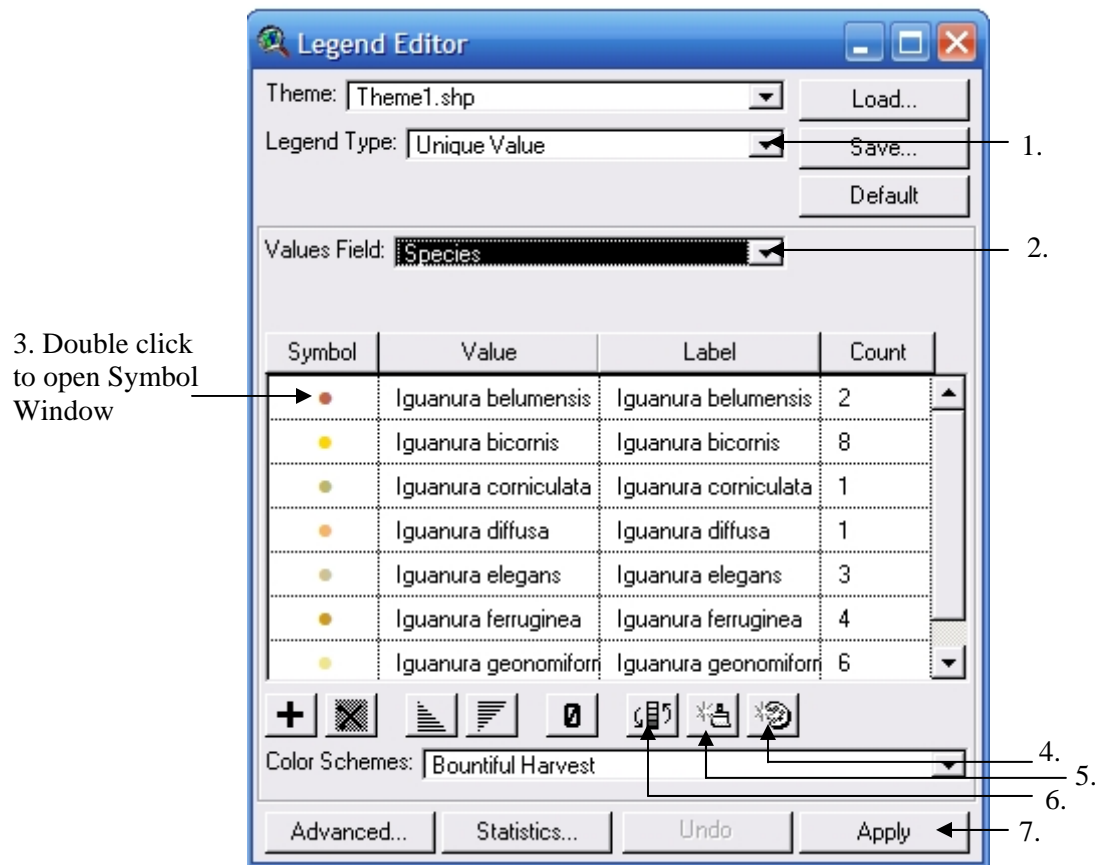 Legend Editor
Theme: Theme1.shp
Load...
Legend Type: Unique Value
Save...
1.
Default
Values Field: Species
2.
3. Double click
to open Symbol
Window
Symbol Value Label Count
Iguanura belumensis Iguanura belumensis 2
Iguanura bicornis Iguanura bicornis 8
Iguanura corniculata Iguanura corniculata 1
Iguanura diffusa Iguanura diffusa 1
Iguanura elegans Iguanura elegans 3
Iguanura ferruginea Iguanura ferruginea 4
Iguanura geonomiforn Iguanura geonomiforn 6
0
Color Schemes: Bountiful Harvest
4.
5.
6.
Advanced... Statistics... Undo Apply
7.